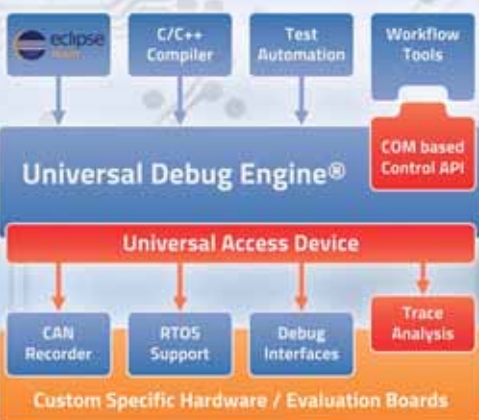 eclipse
C/C++
Compiler
Test
Automation
Workflow
Tools
Universal Debug Engine®
COM based
Control API
Universal Access Device
CAN
Recorder
RTOS
Support
Debug
Interfaces
Trace
Analysis
Custom Specific Hardware / Evaluation Boards